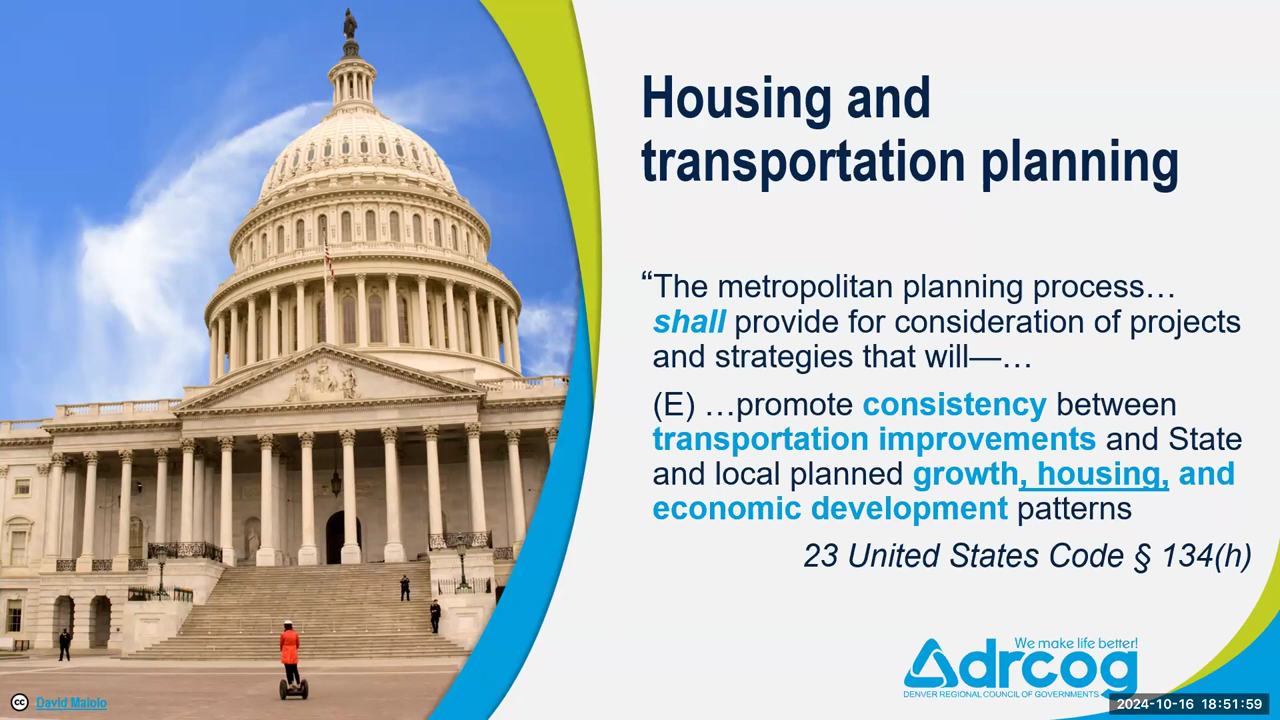 Housing and
transportation planning
“The metropolitan planning process…
shall provide for consideration of projects
and strategies that will—…
(E) …promote consistency between
transportation improvements and State
and local planned growth, housing, and
economic development patterns
23 United States Code § 134(h)
We make life better!
drcog
DENVER REGIONAL COUNCIL OF GOVERNMENTS
cc David Maiolo
2024-10-16 18:51:59